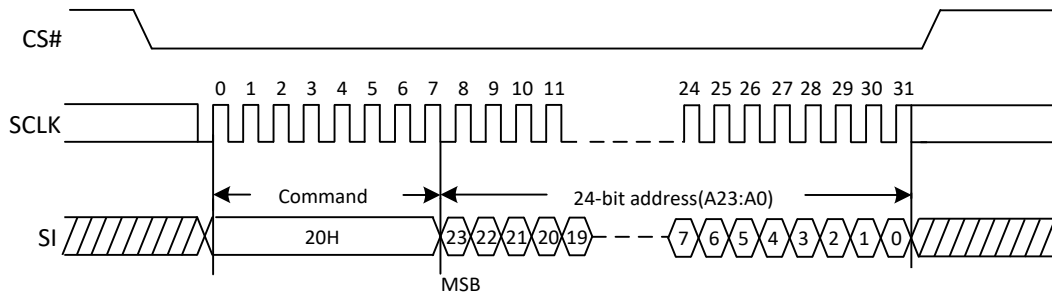 CS#
0 1 2 3 4 5 6 7 8 9 10 11 24 25 26 27 28 29 30 31
SCLK
Command 24-bit address(A23:A0)
SI 20H 23 22 21 20 19 7 6 5 4 3 2 1 0
MSB